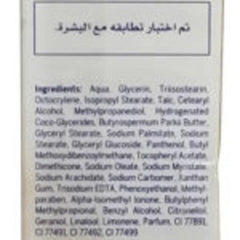 تم اختبار تطابقه مع البشرة.
Ingredients: Aqua, Glycerin, Triisostearin,
Octocrylene, Isopropyl Stearate, Talc, Cetearyl
Alcohol, Methylpropanediol, Hydrogenated
Coco-Glycerides, Butyrospermum Parkii Butter,
Glyceryl Stearate, Sodium Palmitate, Sodium
Stearate, Glyceryl Glucoside, Panthenol, Butyl
Methoxydibenzoylmethane, Tocopheryl Acetate,
Dimethicone, Sodium Oleate, Sodium Myristate,
Sodium Arachidate, Sodium Carbomer, Xanthan
Gum, Trisodium EDTA, Phenoxyethanol, Methyl-
paraben, Alpha-Isomethyl Ionone, Butylphenyl
Methylpropional, Benzyl Alcohol, Citronellol,
Geraniol, Linalool, Limonene, Parfum, CI 77891,
CI 77491, CI 77492, CI 77499